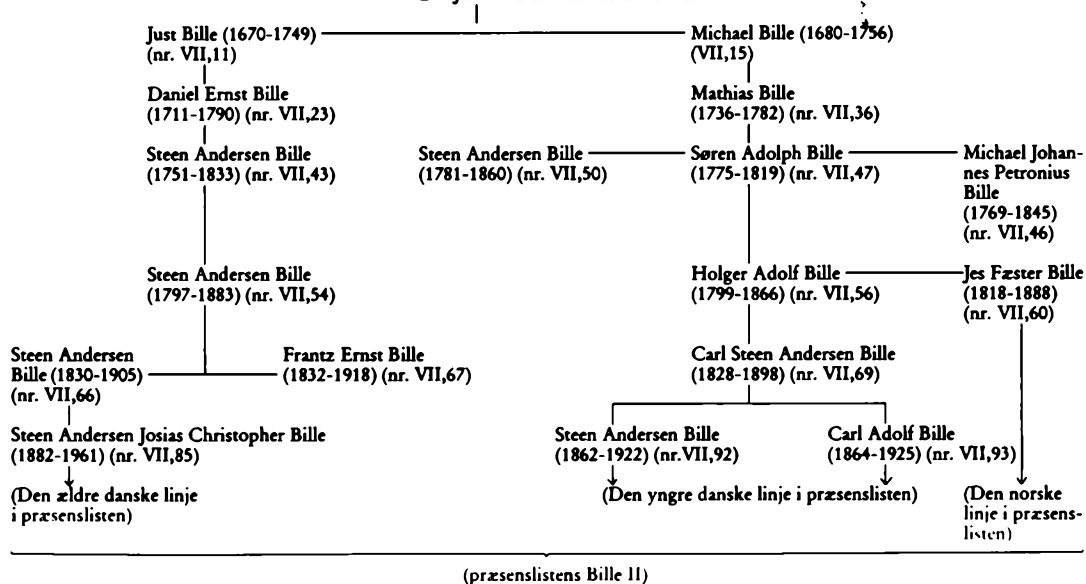 Just Bille (1670-1749)
(nr. VII,11)
Michael Bille (1680-1756)
(VII,15)
Daniel Ernst Bille
(1711-1790) (nr. VII,23)
Mathias Bille
(1736-1782) (nr. VII,36)
Steen Andersen Bille
(1751-1833) (nr. VII,43)
Steen Andersen Bille
(1781-1860) (nr. VII,50)
Søren Adolph Bille
(1775-1819) (nr. VII,47)
Michael Johan-
nes Petronius
Bille
(1769-1845)
(nr. VII,46)
Steen Andersen Bille
(1797-1883) (nr. VII,54)
Holger Adolf Bille
(1799-1866) (nr. VII,56)
Jes Fæster Bille
(1818-1888)
(nr. VII,60)
Steen Andersen
Bille (1830-1905)
(nr. VII,66)
Frantz Ernst Bille
(1832-1918) (nr. VII,67)
Carl Steen Andersen Bille
(1828-1898) (nr. VII,69)
Steen Andersen Josias Christopher Bille
(1882-1961) (nr. VII,85)
Steen Andersen Bille
(1862-1922) (nr.VII,92)
Carl Adolf Bille
(1864-1925) (nr. VII,93)
(Den ældre danske linje
i præsenslisten)
(Den yngre danske linje i præsenslisten)
(Den norske
linje i præsens-
listen)
(præsenslistens Bille II)